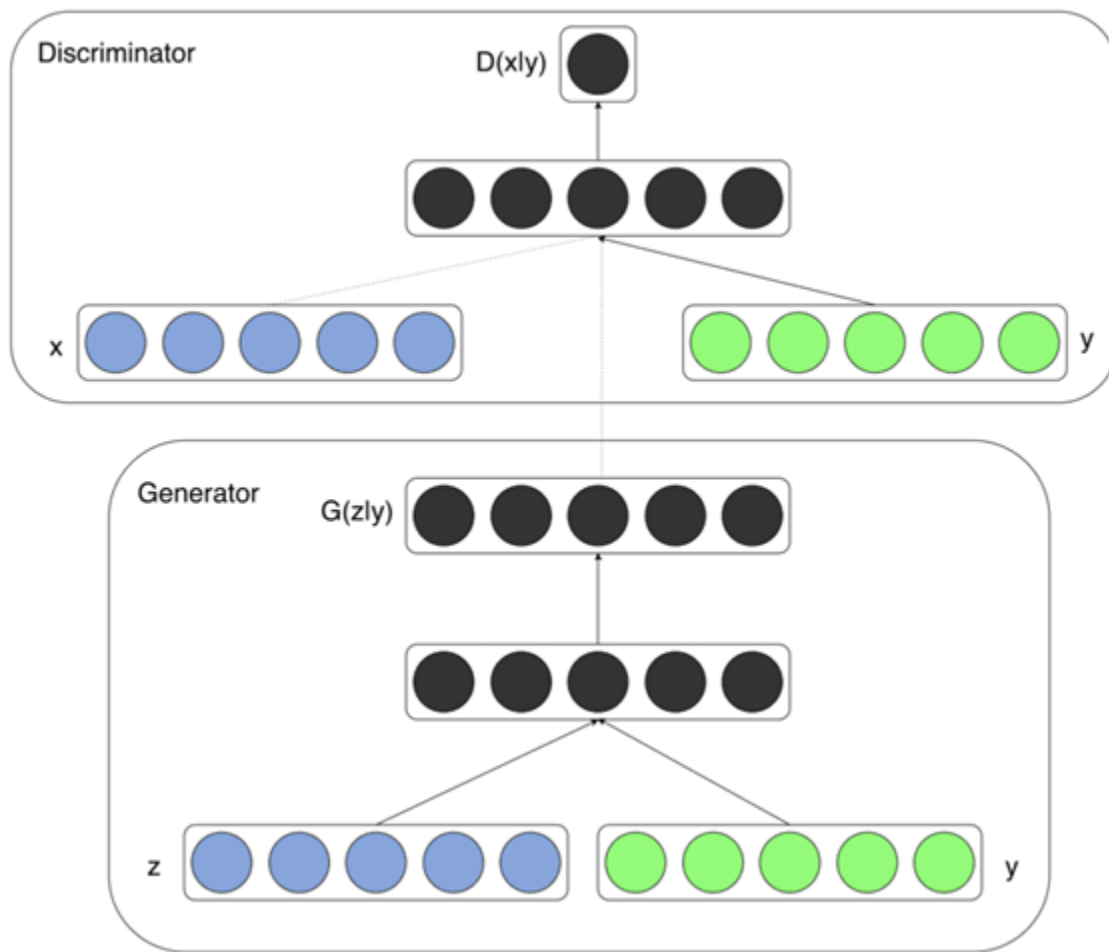 Discriminator
D(x|y)
x
y
Generator
G(z|y)
z
y